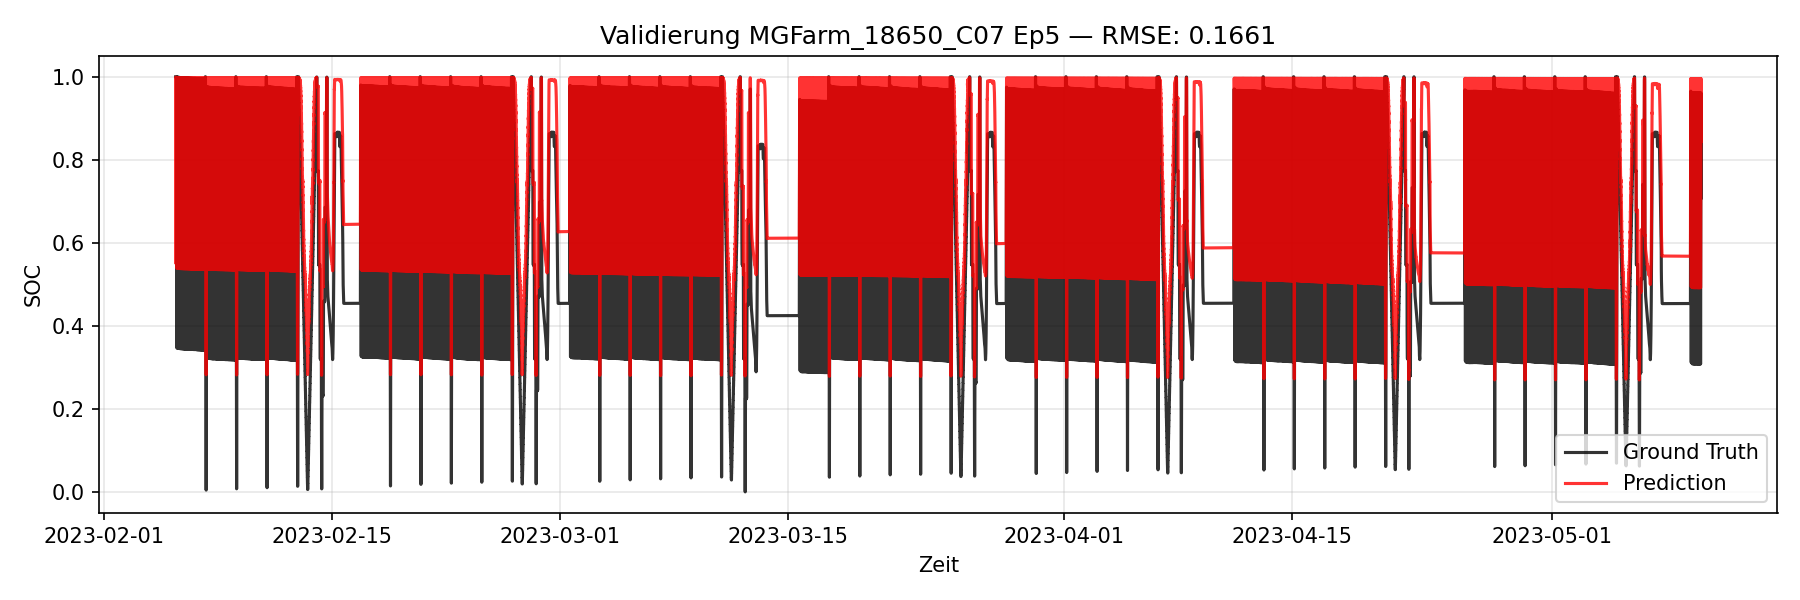 Validierung MGFarm_18650_C07 Ep5 — RMSE: 0.1661
SOC
1.0
0.8
0.6
0.4
0.2
0.0
Ground Truth
Prediction
2023-02-01 2023-02-15 2023-03-01 2023-03-15 2023-04-01 2023-04-15 2023-05-01
Zeit